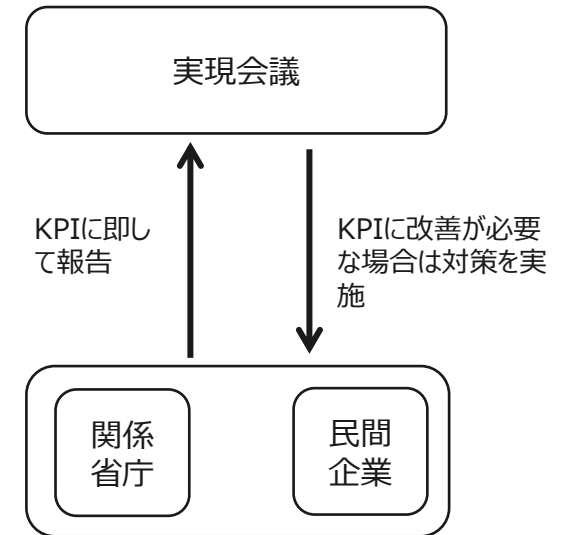 実現会議
KPIに即し
て報告
KPIに改善が必要
な場合は対策を実
施
関係
省庁
民間
企業